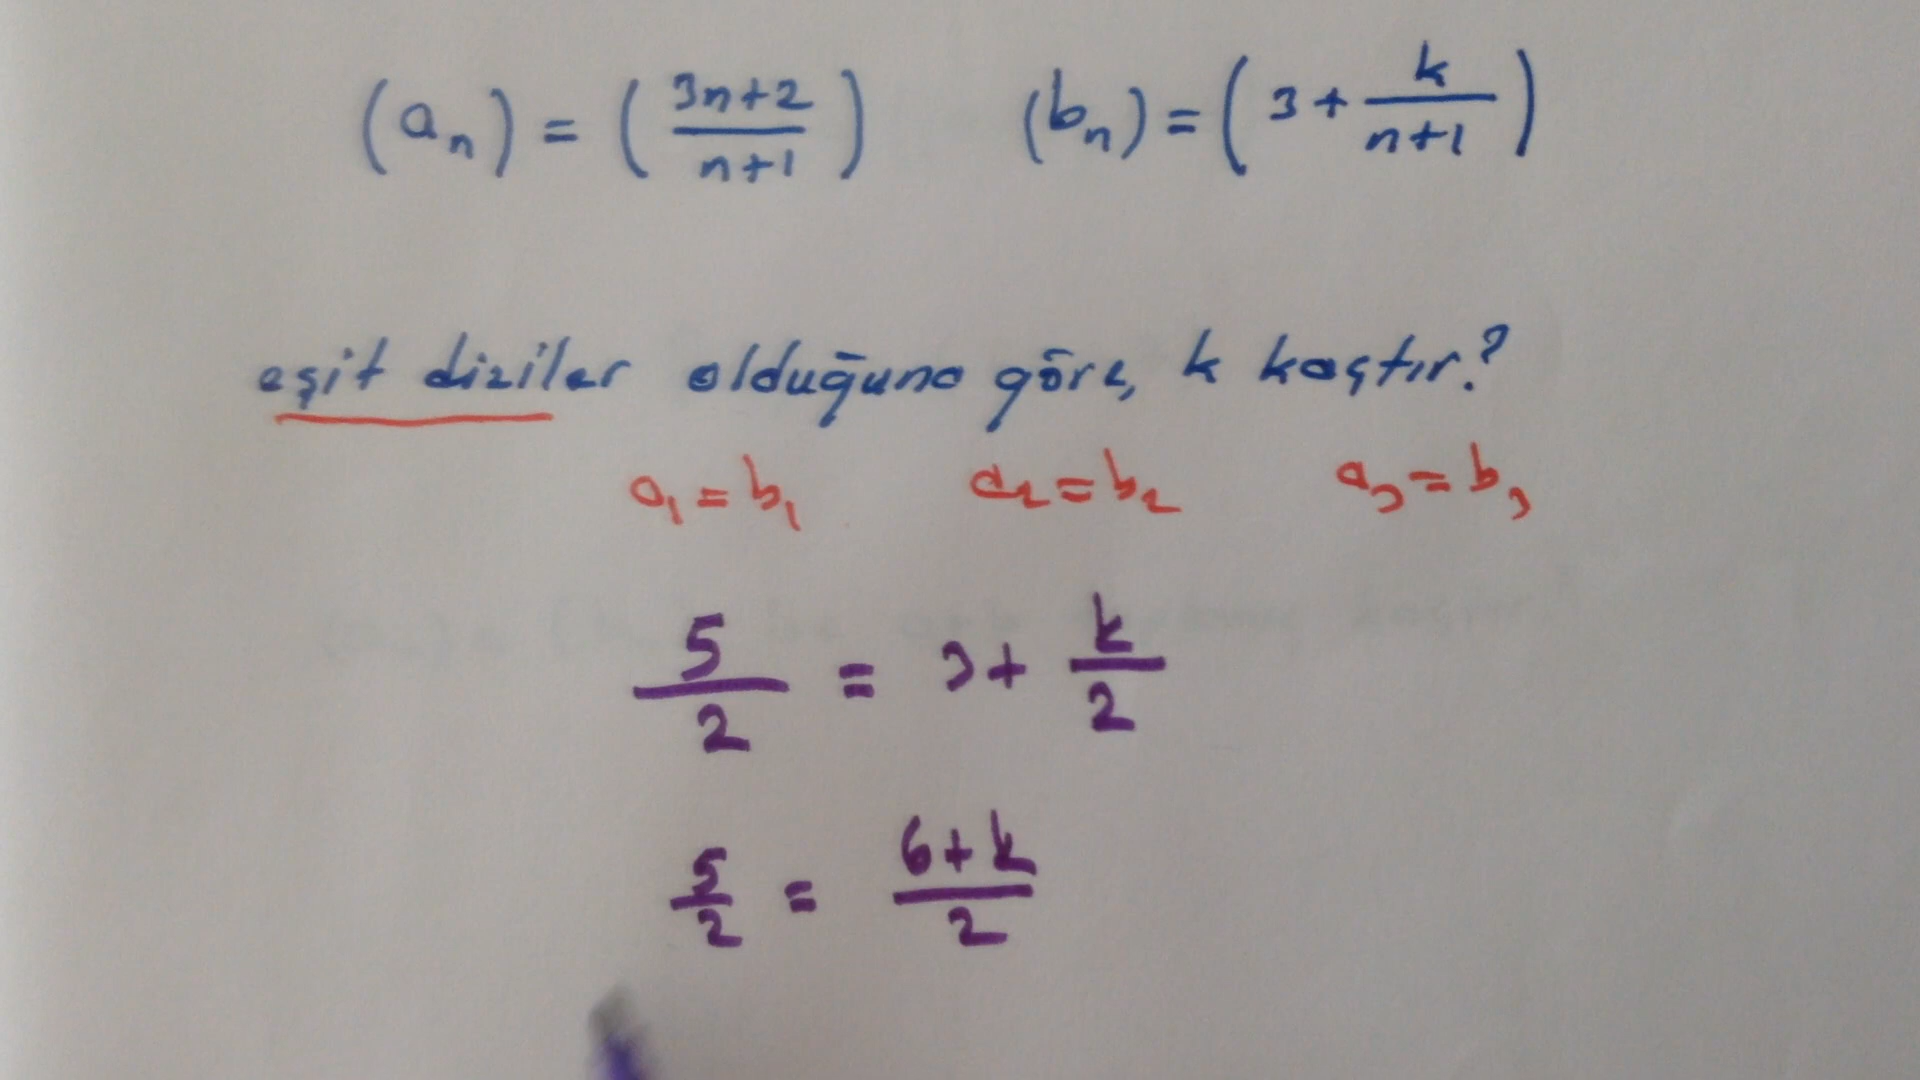 (aₙ) = ( (3n+2)/(n+1) )    (bₙ) = ( 3 + k/(n+1) )
eşit diziler olduğuna göre, k kaçtır?
a₁ = b₁    a₂ = b₂    a₃ = b₃
5/2 = 3 + k/2
5/2 = (6+k)/2